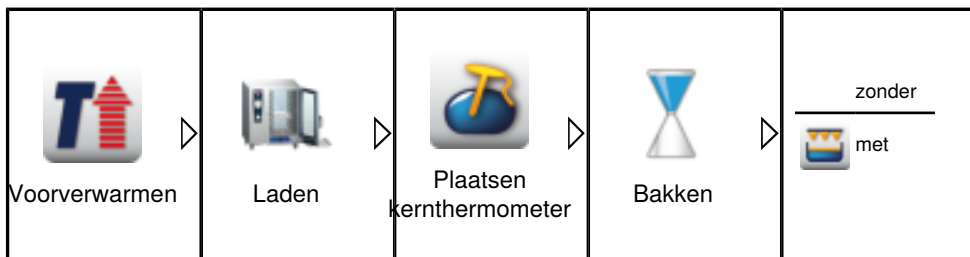 Voorverwarmen
Laden
Plaatsen
kernthermometer
Bakken
zonder
met